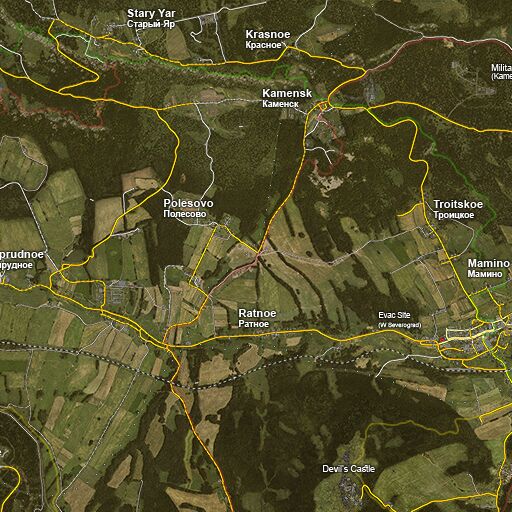 Stary Yar
Старый Яр
Krasnoe
Красное
Milita
(Kame
Kamensk
Каменск
Polesovo
Полесово
Troitskoe
Троицкое
prudnoe
рудное
Mamino
Мамино
Ratnoe
Ратное
Evac Site
(W Severograd)
Devil's Castle